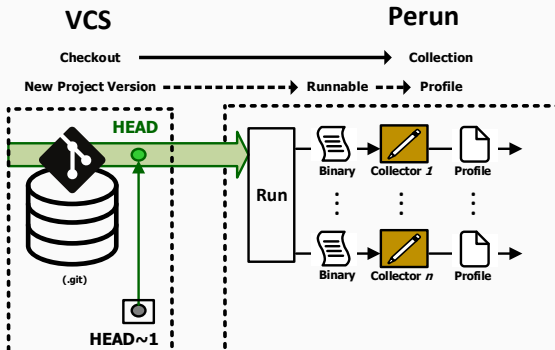 VCS Perun
Checkout Collection
New Project Version Runnable Profile
HEAD
Run
Binary Collector 1 Profile
Binary Collector n Profile
(.git)
HEAD~1